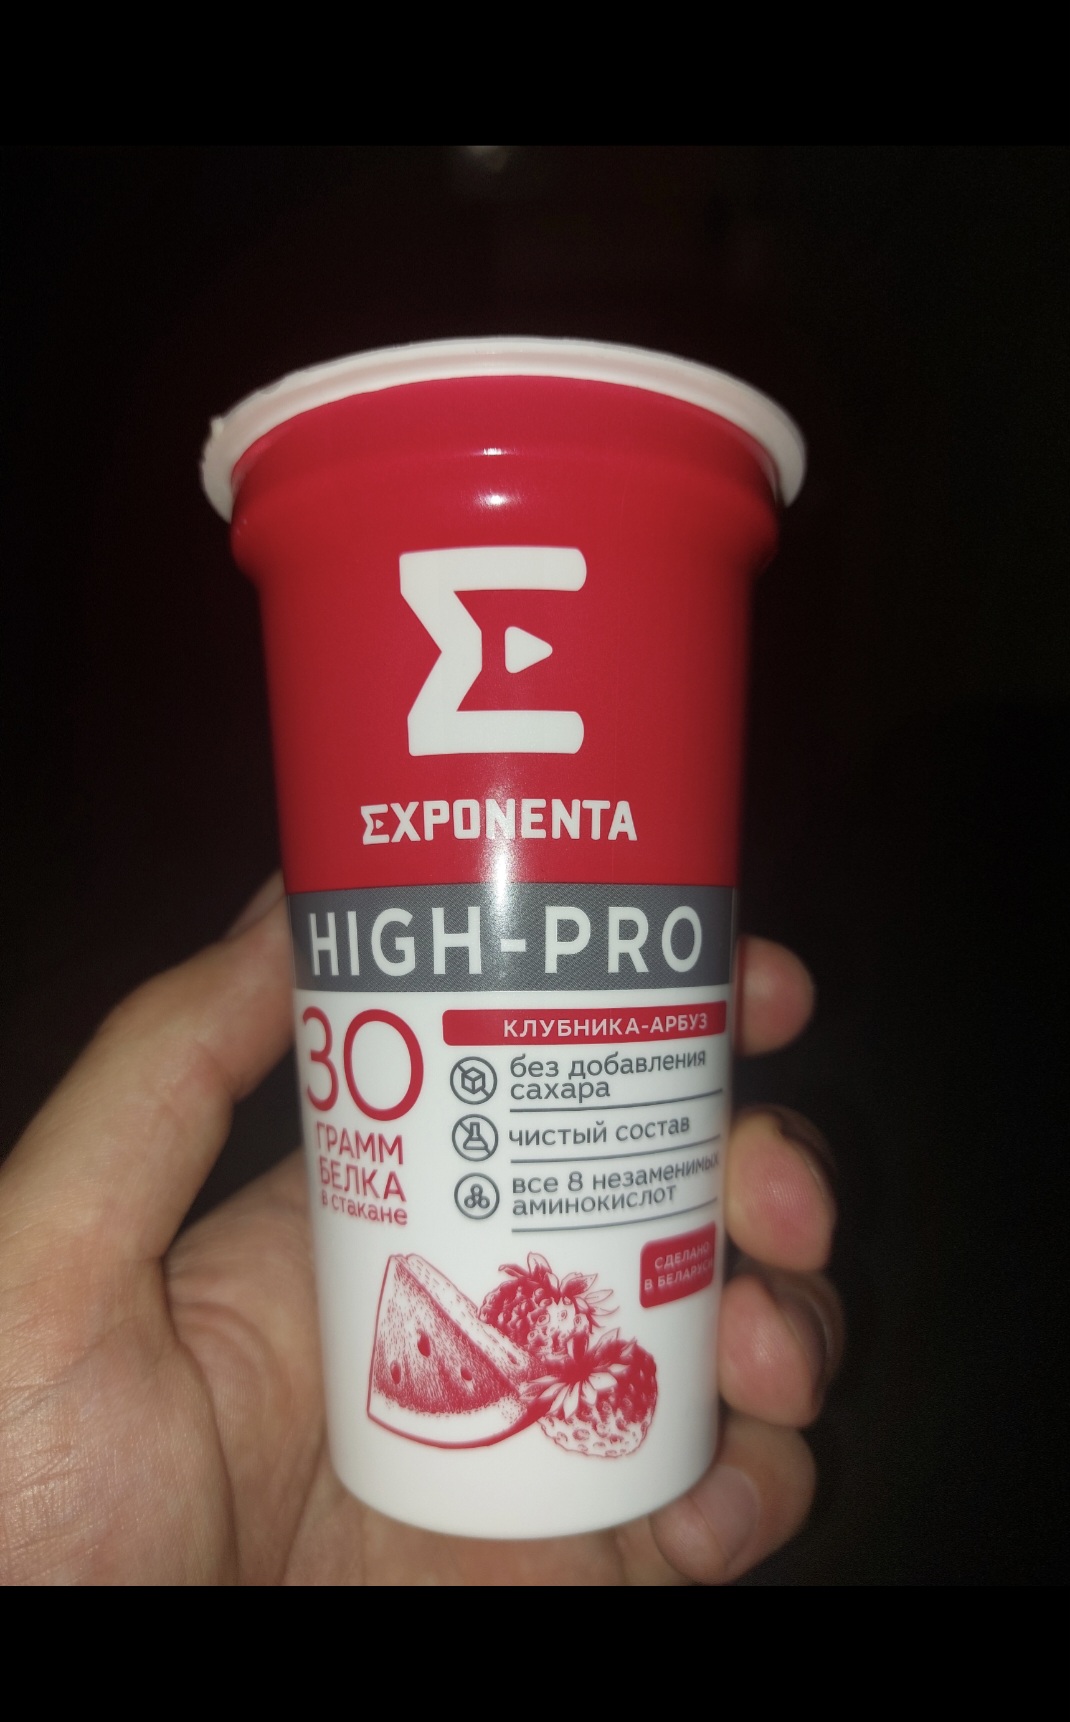 EXPONENTA
HIGH-PRO
30
ГРАММ
БЕЛКА
в стакане
КЛУБНИКА-АРБУЗ
без добавления
сахара
чистый состав
все 8 незаменимых
аминокислот
СДЕЛАНО
В БЕЛАРУСИ